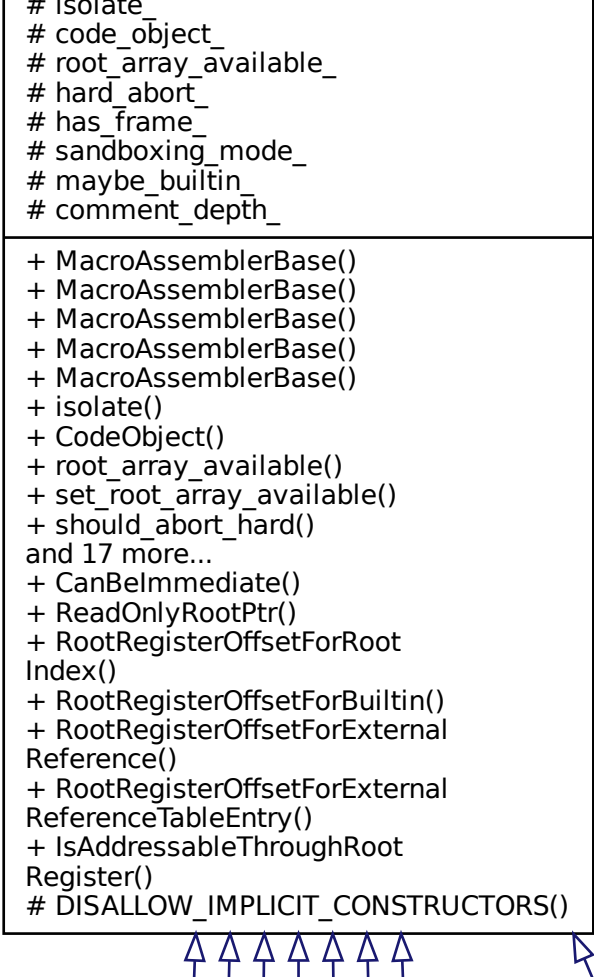 # isolate_
# code_object_
# root_array_available_
# hard_abort_
# has_frame_
# sandboxing_mode_
# maybe_builtin_
# comment_depth_
+ MacroAssemblerBase()
+ MacroAssemblerBase()
+ MacroAssemblerBase()
+ MacroAssemblerBase()
+ MacroAssemblerBase()
+ isolate()
+ CodeObject()
+ root_array_available()
+ set_root_array_available()
+ should_abort_hard()
and 17 more...
+ CanBeImmediate()
+ ReadOnlyRootPtr()
+ RootRegisterOffsetForRoot
Index()
+ RootRegisterOffsetForBuiltin()
+ RootRegisterOffsetForExternal
Reference()
+ RootRegisterOffsetForExternal
ReferenceTableEntry()
+ IsAddressableThroughRoot
Register()
# DISALLOW_IMPLICIT_CONSTRUCTORS()